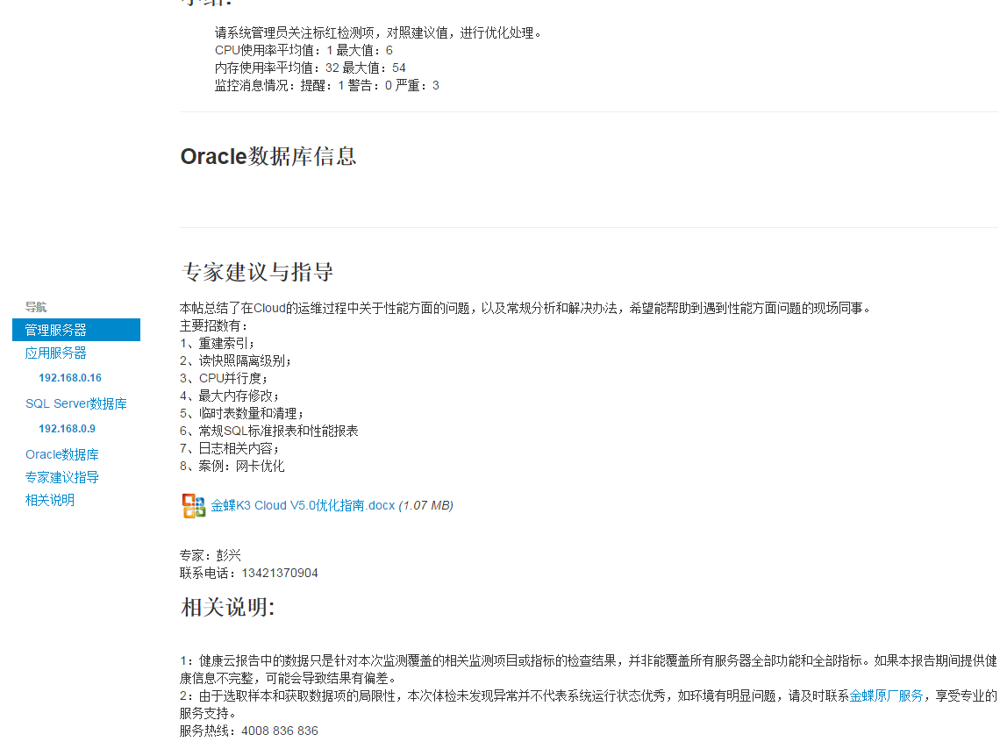 小结:
请系统管理员关注标红检测项，对照建议值，进行优化处理。
CPU使用率平均值：1 最大值：6
内存使用率平均值：32 最大值：54
监控消息情况：提醒：1 警告：0 严重：3
Oracle数据库信息
专家建议与指导
本帖总结了在Cloud的运维过程中关于性能方面的问题，以及常规分析和解决办法，希望能帮助到遇到性能方面问题的现场同事。
主要招数有：
1、重建索引；
2、读快照隔离级别；
3、CPU并行度；
4、最大内存修改；
5、临时表数量和清理；
6、常规SQL标准报表和性能报表
7、日志相关内容；
8、案例：网卡优化
金蝶K3 Cloud V5.0优化指南.docx (1.07 MB)
专家：彭兴
联系电话：13421370904
相关说明:
1：健康云报告中的数据只是针对本次监测覆盖的相关监测项目或指标的检查结果，并非能覆盖所有服务器全部功能和全部指标。如果本报告期间提供健
康信息不完整，可能会导致结果有偏差。
2：由于选取样本和获取数据项的局限性，本次体检未发现异常并不代表系统运行状态优秀，如环境有明显问题，请及时联系金蝶原厂服务，享受专业的
服务支持。
服务热线：4008 836 836
导航
管理服务器
应用服务器
192.168.0.16
SQL Server数据库
192.168.0.9
Oracle数据库
专家建议指导
相关说明